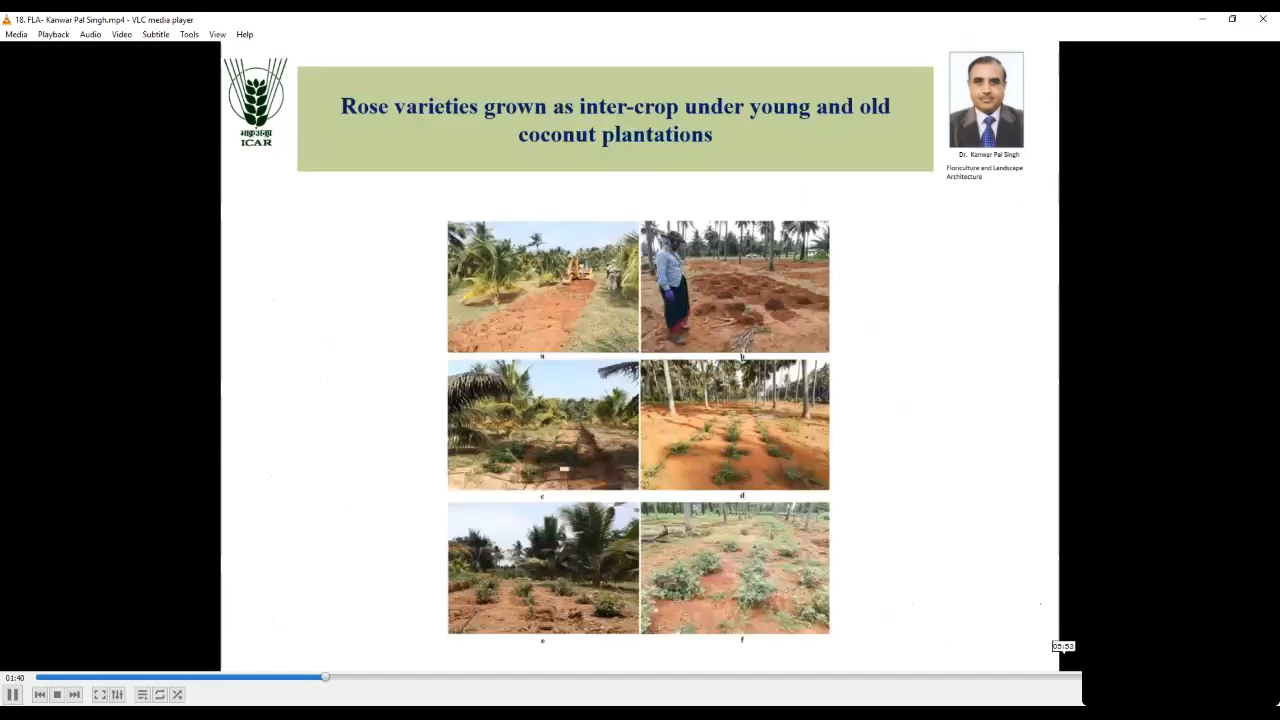 18. FLA- Kanwar Pal Singh.mp4 - VLC media player
Media Playback Audio Video Subtitle Tools View Help
भाकृअनुप
ICAR
Rose varieties grown as inter-crop under young and old
coconut plantations
Dr. Kanwar Pal Singh
Floriculture and Landscape
Architecture
a
b
c
d
e
f
05:53
01:40